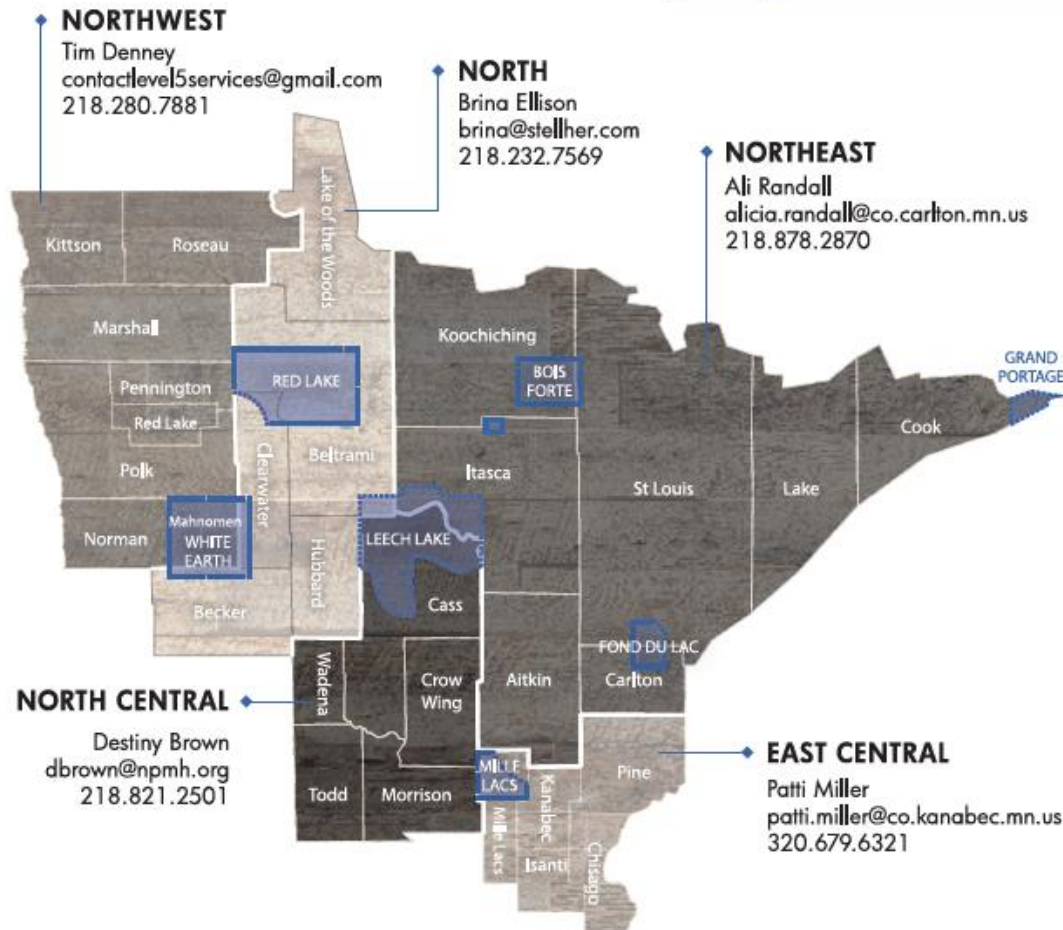 NORTHWEST
Tim Denney
contactlevel5services@gmail.com
218.280.7881
NORTH
Brina Ellison
brina@stellher.com
218.232.7569
NORTHEAST
Ali Randall
alicia.randall@co.carlton.mn.us
218.878.2870
Kittson
Roseau
Lake of the Woods
Marshall
Koochiching
Pennington
Red Lake
RED LAKE
BOIS
FORTE
GRAND
PORTAGE
Polk
Clearwater
Beltrami
Itasca
St Louis
Lake
Cook
Norman
Mahnomen
WHITE
EARTH
Hubbard
LEECH LAKE
Becker
Cass
FOND DU LAC
Carlton
Wadena
Crow
Wing
Aitkin
NORTH CENTRAL
Destiny Brown
dbrown@npmh.org
218.821.2501
Todd
Morrison
MILLE
LACS
Mille Lacs
Kanabec
Isanti
Chisago
Pine
EAST CENTRAL
Patti Miller
patti.miller@co.kanabec.mn.us
320.679.6321